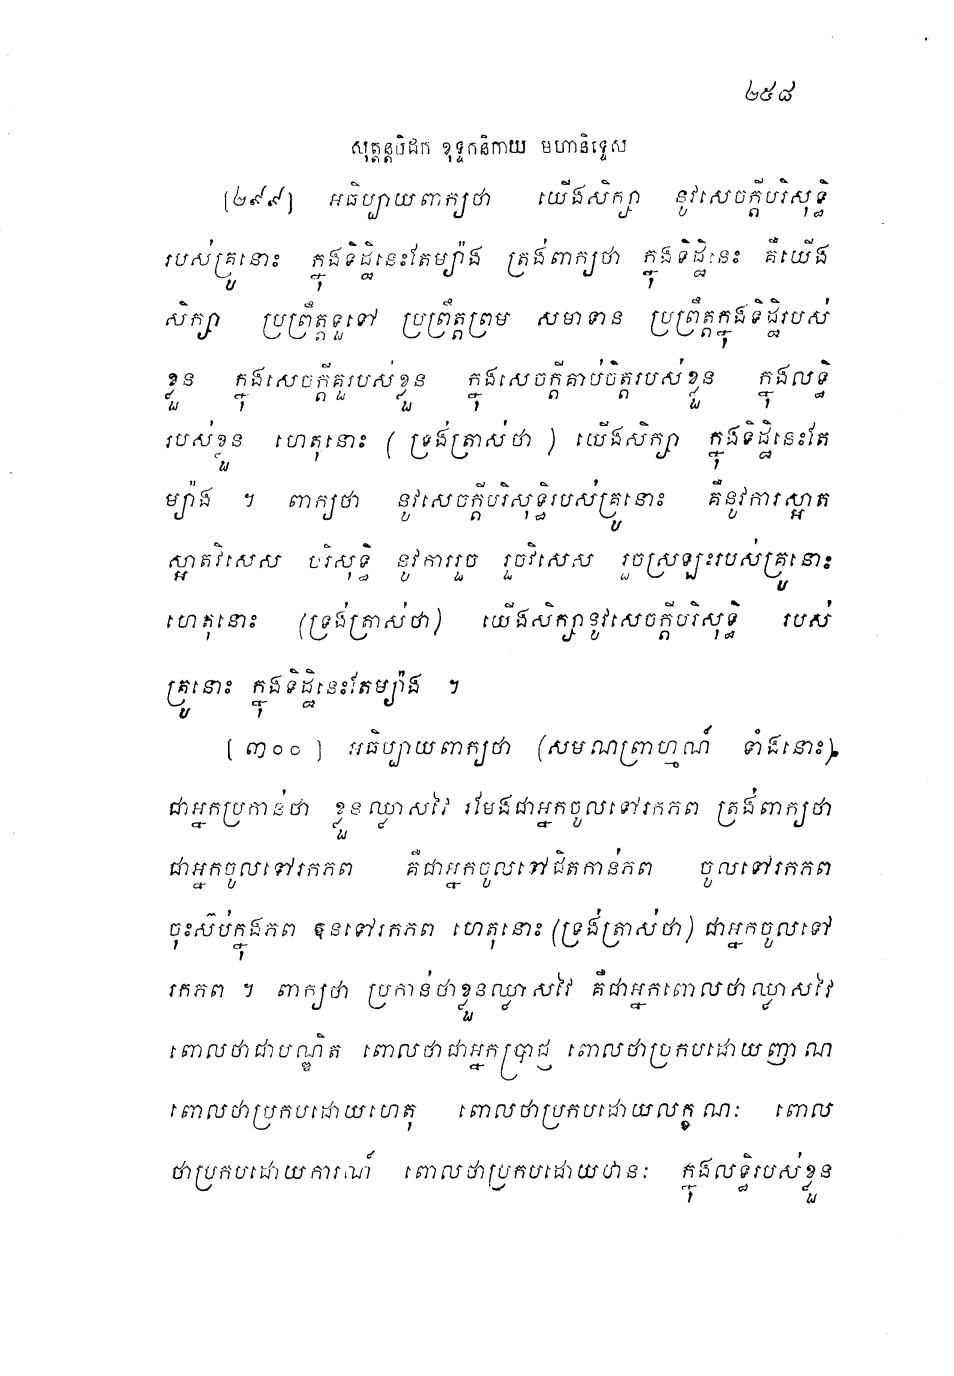 ២៥៨
សុត្តន្តបិដក ខុទ្ទកនិកាយ មហានិទ្ទេស
[២៩៩] អធិប្បាយពាក្យថា យើងសិក្សា នូវសេចក្តីបរិសុទ្ធិ
របស់គ្រូនោះ ក្នុងទិដ្ឋិនេះតែម្យ៉ាង ត្រង់ពាក្យថា ក្នុងទិដ្ឋិនេះ គឺយើង
សិក្សា ប្រព្រឹត្តទួទៅ ប្រព្រឹត្តព្រម សមាទាន ប្រព្រឹត្តក្នុងទិដ្ឋិរបស់
ខ្លួន ក្នុងសេចក្តីគួរបស់ខ្លួន ក្នុងសេចក្តីគាប់ចិត្តរបស់ខ្លួន ក្នុងលទ្ធិ
របស់ខ្លួន ហេតុនោះ (ទ្រង់ត្រាស់ថា) យើងសិក្សា ក្នុងទិដ្ឋិនេះតែ
ម្យ៉ាង ។ ពាក្យថា នូវសេចក្តីបរិសុទ្ធិរបស់គ្រូនោះ គឺនូវការស្អាត
ស្អាតវិសេស បរិសុទ្ធិ នូវការរួច រួចវិសេស រួចស្រឡះរបស់គ្រូនោះ
ហេតុនោះ (ទ្រង់ត្រាស់ថា) យើងសិក្សានូវសេចក្តីបរិសុទ្ធិ របស់
គ្រូនោះ ក្នុងទិដ្ឋិនេះតែម្យ៉ាង ។
[៣០០] អធិប្បាយពាក្យថា (សមណព្រាហ្មណ៍ ទាំងនោះ)
ជាអ្នកប្រកាន់ថា ខ្លួនឈ្លាសវៃ រមែងជាអ្នកចូលទៅរកភព ត្រង់ពាក្យថា
ជាអ្នកចូលទៅរកភព គឺជាអ្នកចូលទៅជិតកាន់ភព ចូលទៅរកភព
ចុះស៊ប់ក្នុងភព ឱនទៅរកភព ហេតុនោះ (ទ្រង់ត្រាស់ថា) ជាអ្នកចូលទៅ
រកភព ។ ពាក្យថា ប្រកាន់ថាខ្លួនឈ្លាសវៃ គឺជាអ្នកពោលថាឈ្លាសវៃ
ពោលថាជាបណ្ឌិត ពោលថាជាអ្នកប្រាជ្ញ ពោលថាប្រកបដោយញាណ
ពោលថាប្រកបដោយហេតុ ពោលថាប្រកបដោយលក្ខណៈ ពោល
ថាប្រកបដោយការណ៍ ពោលថាប្រកបដោយឋានៈ ក្នុងលទ្ធិរបស់ខ្លួន